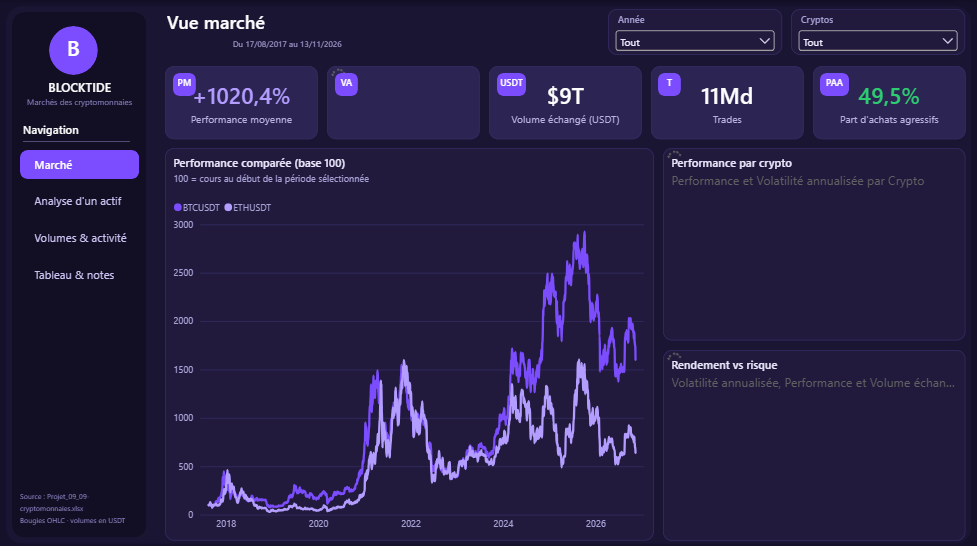 B
BLOCKTIDE
Marchés des cryptomonnaies
Navigation
Marché
Analyse d'un actif
Volumes & activité
Tableau & notes
Source : Projet_09_09-
cryptomonnaies.xlsx
Bougies OHLC · volumes en USDT
Vue marché
Du 17/08/2017 au 13/11/2026
Année
Tout
Cryptos
Tout
PM
+1020,4%
Performance moyenne
VA
USDT
$9T
Volume échangé (USDT)
T
11Md
Trades
PAA
49,5%
Part d'achats agressifs
Performance comparée (base 100)
100 = cours au début de la période sélectionnée
BTCUSDT ETHUSDT
3000
2500
2000
1500
1000
500
0
2018 2020 2022 2024 2026
Performance par crypto
Performance et Volatilité annualisée par Crypto
Rendement vs risque
Volatilité annualisée, Performance et Volume échan...